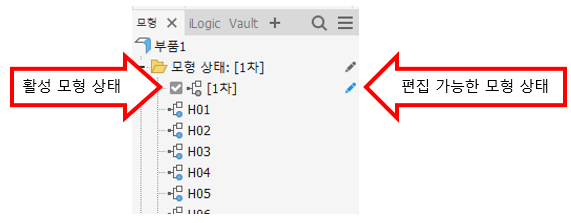 모형 iLogic Vault
부품1
모형 상태: [1차]
활성 모형 상태
[1차]
편집 가능한 모형 상태
H01
H02
H03
H04
H05
H06